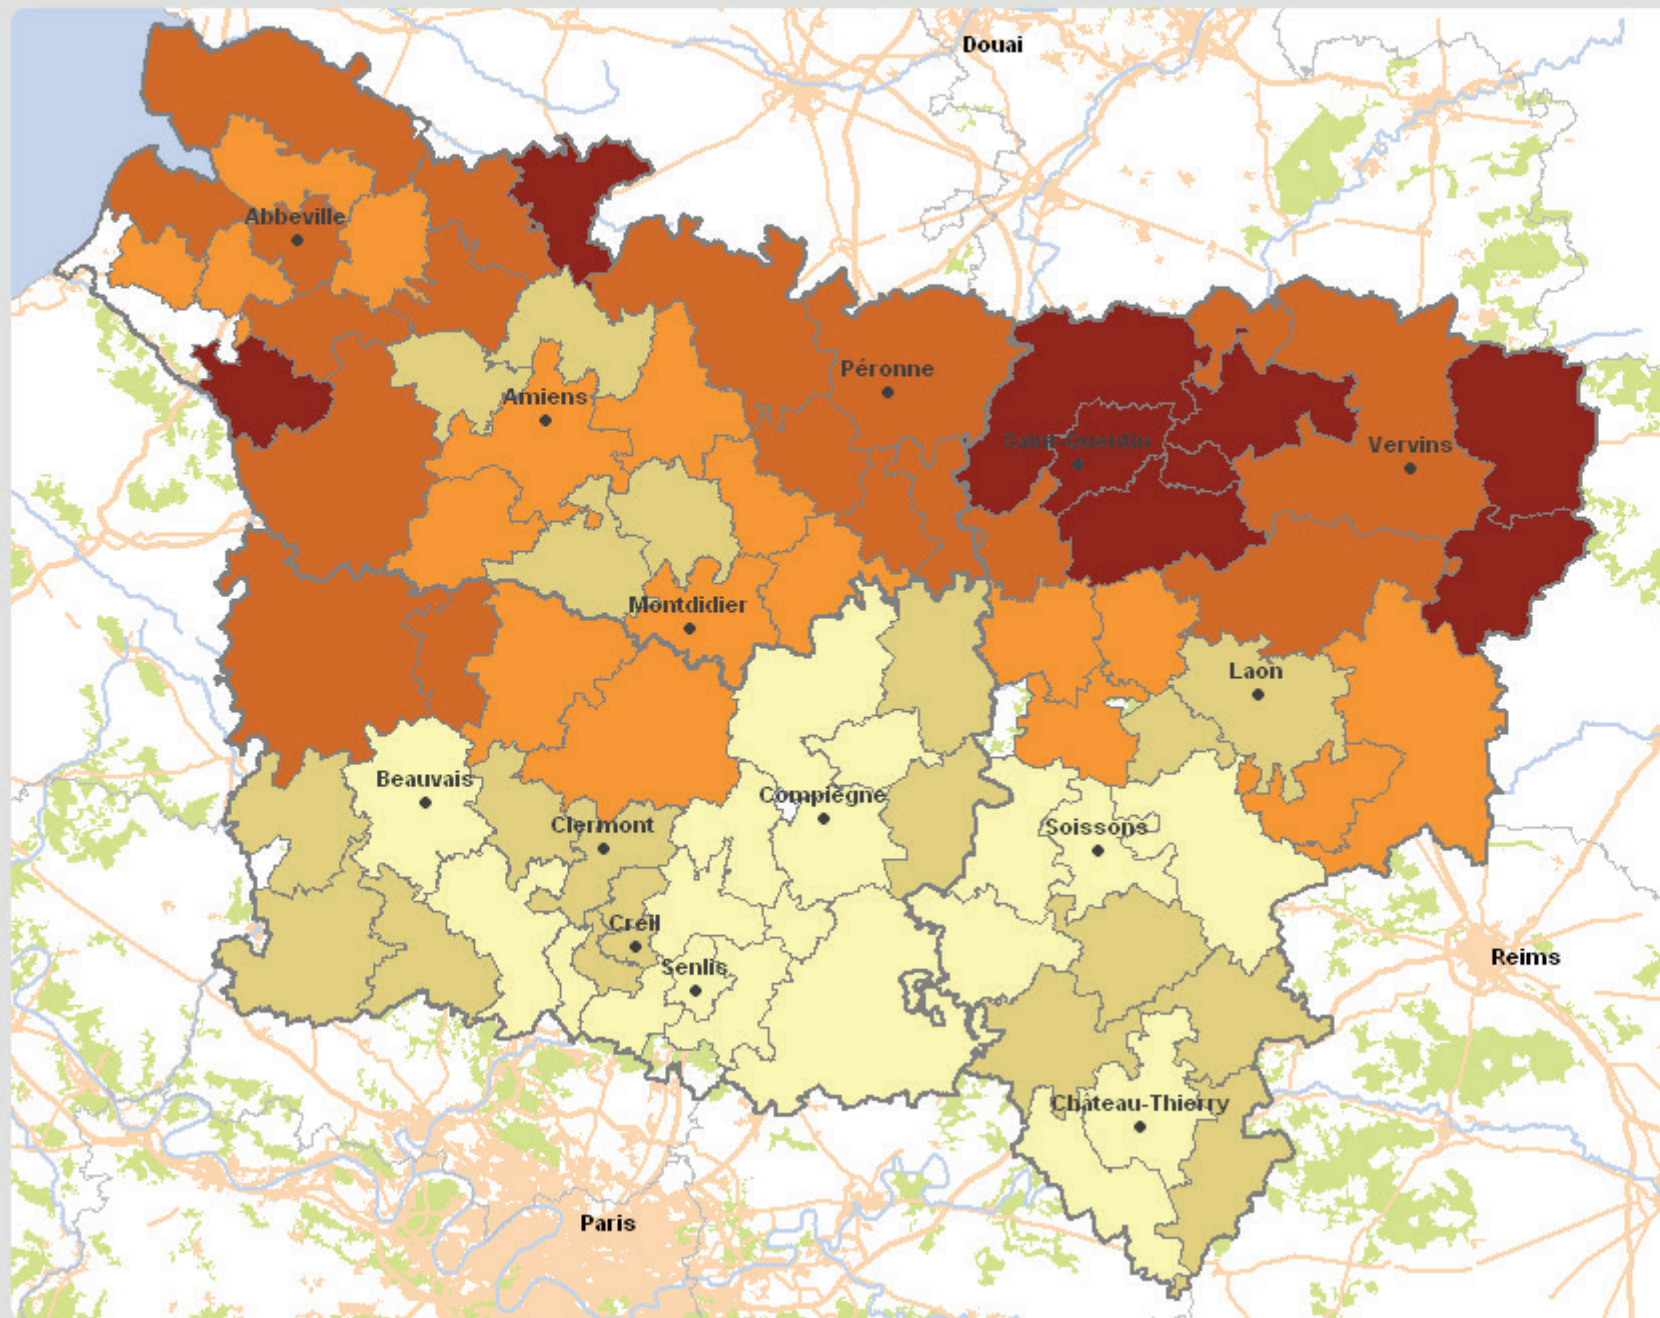 Douai
Abbeville
Péronne
Amiens
Saint-Quentin
Vervins
Montdidier
Laon
Beauvais
Compiègne
Clermont
Soissons
Creil
Senlis
Reims
Château-Thierry
Paris